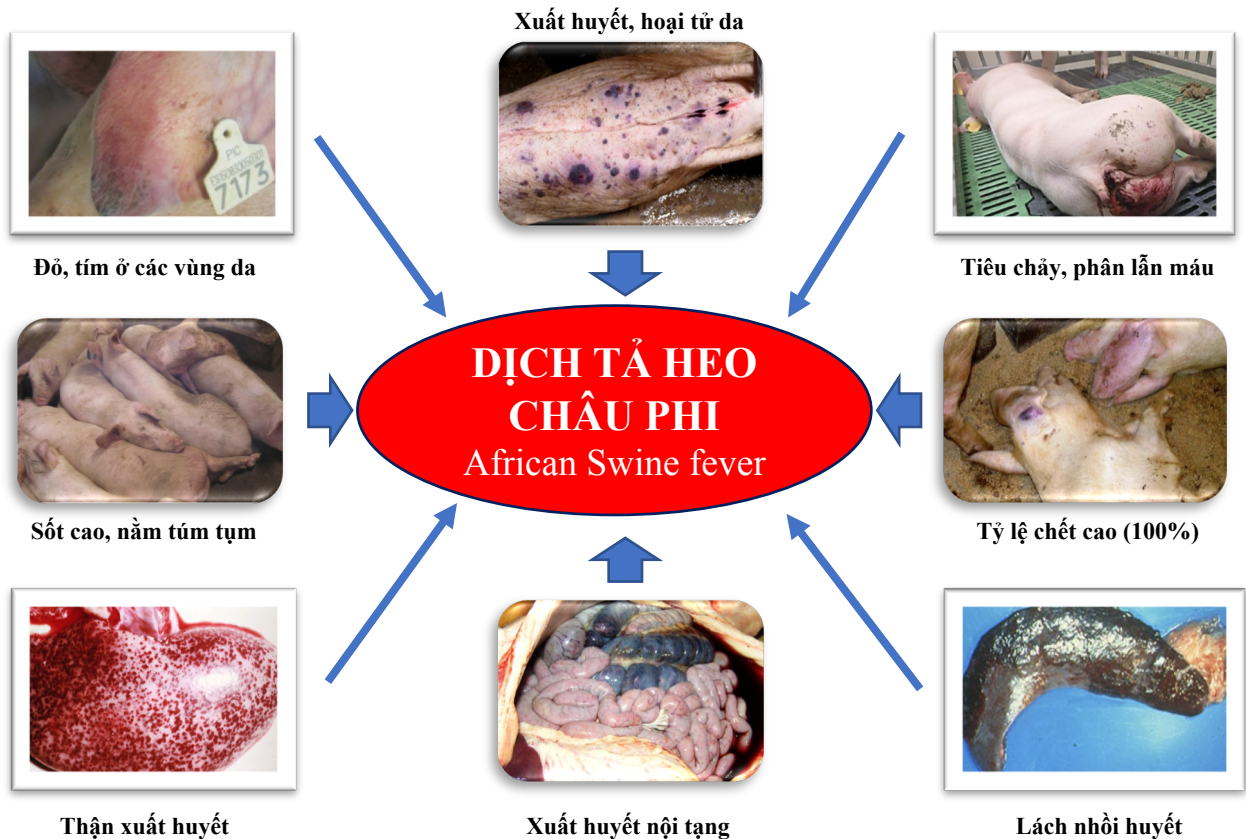 Xuất huyết, hoại tử da
PIC
7173
Đỏ, tím ở các vùng da
Tiêu chảy, phân lẫn máu
DỊCH TẢ HEO
CHÂU PHI
African Swine fever
Sốt cao, nằm túm tụm
Tỷ lệ chết cao (100%)
Thận xuất huyết
Xuất huyết nội tạng
Lách nhồi huyết